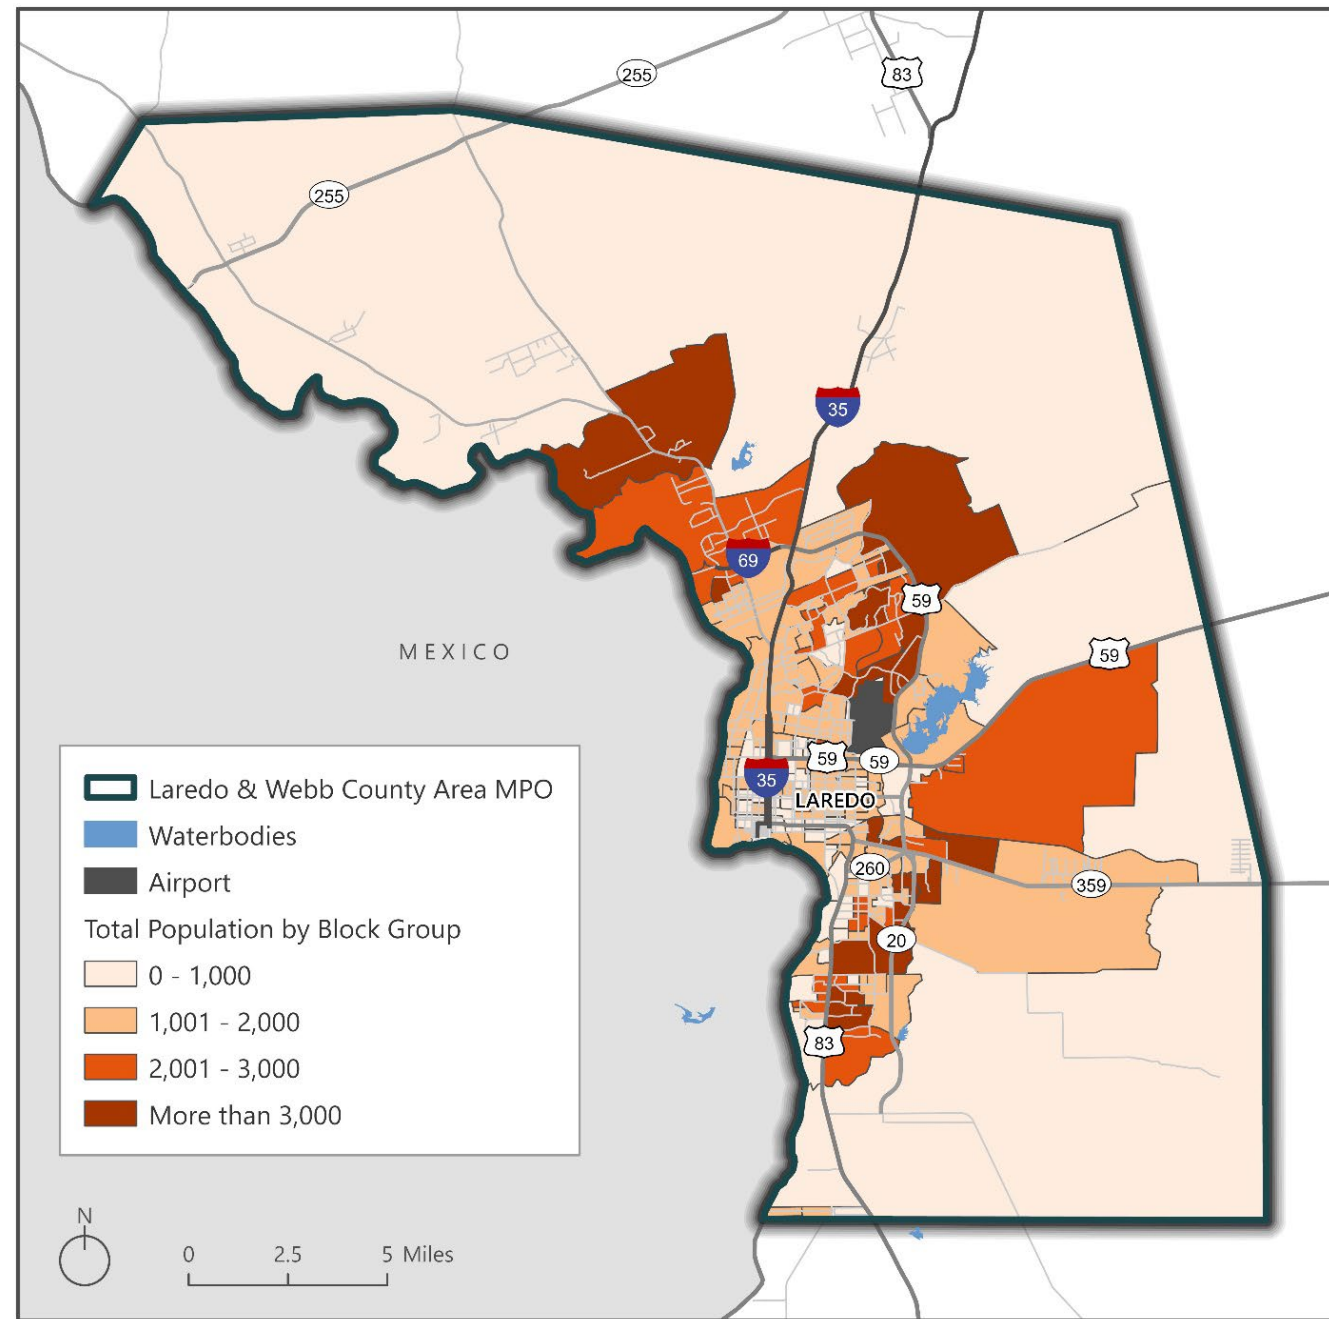 255
83
255
35
69
59
MEXICO
59
59
59
35
LAREDO
260
359
20
83
Laredo & Webb County Area MPO
Waterbodies
Airport
Total Population by Block Group
0 - 1,000
1,001 - 2,000
2,001 - 3,000
More than 3,000
N
0 2.5 5 Miles